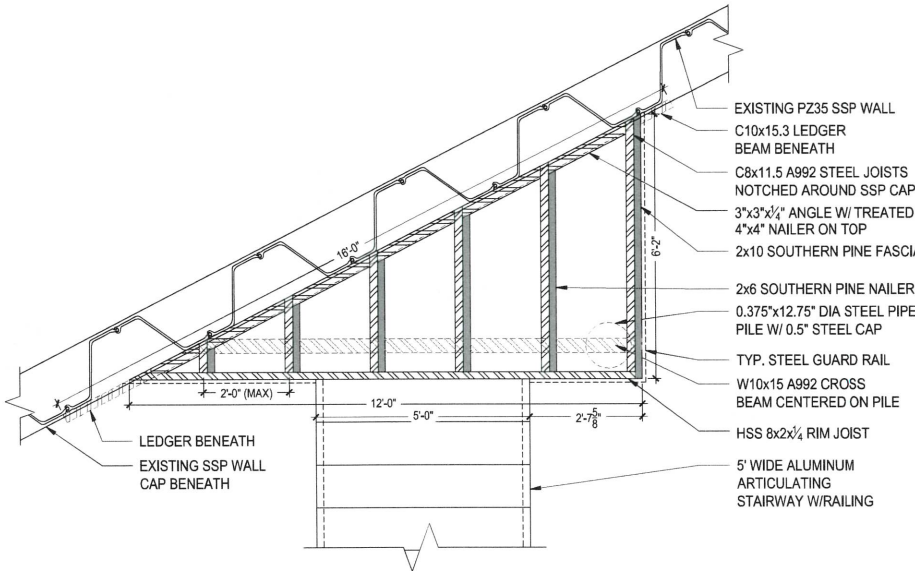 EXISTING PZ35 SSP WALL
C10x15.3 LEDGER
BEAM BENEATH
C8x11.5 A992 STEEL JOISTS
NOTCHED AROUND SSP CAP
3"x3"x¼" ANGLE W/ TREATED
4"x4" NAILER ON TOP
2x10 SOUTHERN PINE FASCIA
16'-0"
6'-2"
2x6 SOUTHERN PINE NAILER
0.375"x12.75" DIA STEEL PIPE
PILE W/ 0.5" STEEL CAP
TYP. STEEL GUARD RAIL
W10x15 A992 CROSS
BEAM CENTERED ON PILE
2'-0" (MAX)
12'-0"
5'-0"
2'-7⅝"
HSS 8x2x¼ RIM JOIST
LEDGER BENEATH
EXISTING SSP WALL
CAP BENEATH
5' WIDE ALUMINUM
ARTICULATING
STAIRWAY W/RAILING